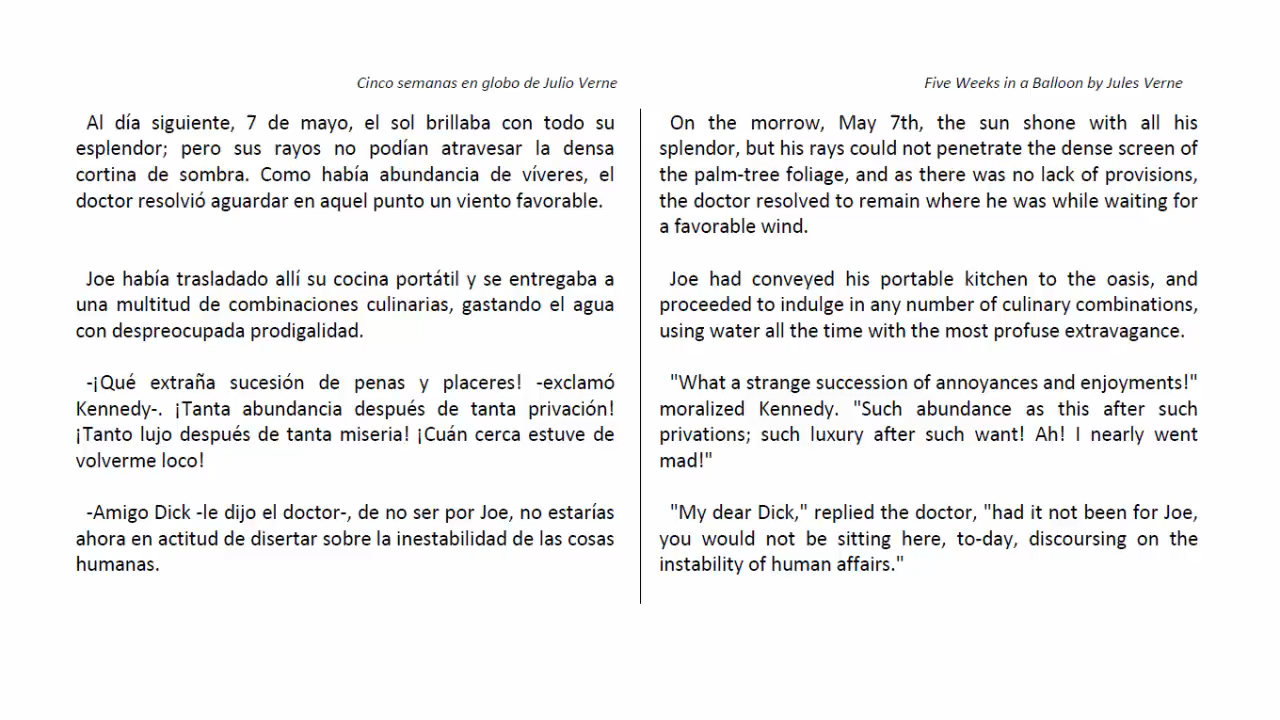 Cinco semanas en globo de Julio Verne
Al día siguiente, 7 de mayo, el sol brillaba con todo su
esplendor; pero sus rayos no podían atravesar la densa
cortina de sombra. Como había abundancia de víveres, el
doctor resolvió aguardar en aquel punto un viento favorable.
Joe había trasladado allí su cocina portátil y se entregaba a
una multitud de combinaciones culinarias, gastando el agua
con despreocupada prodigalidad.
-¡Qué extraña sucesión de penas y placeres! -exclamó
Kennedy-. ¡Tanta abundancia después de tanta privación!
¡Tanto lujo después de tanta miseria! ¡Cuán cerca estuve de
volverme loco!
-Amigo Dick -le dijo el doctor-, de no ser por Joe, no estarías
ahora en actitud de disertar sobre la inestabilidad de las cosas
humanas.
Five Weeks in a Balloon by Jules Verne
On the morrow, May 7th, the sun shone with all his
splendor, but his rays could not penetrate the dense screen of
the palm-tree foliage, and as there was no lack of provisions,
the doctor resolved to remain where he was while waiting for
a favorable wind.
Joe had conveyed his portable kitchen to the oasis, and
proceeded to indulge in any number of culinary combinations,
using water all the time with the most profuse extravagance.
"What a strange succession of annoyances and enjoyments!"
moralized Kennedy. "Such abundance as this after such
privations; such luxury after such want! Ah! I nearly went
mad!"
"My dear Dick," replied the doctor, "had it not been for Joe,
you would not be sitting here, to-day, discoursing on the
instability of human affairs."